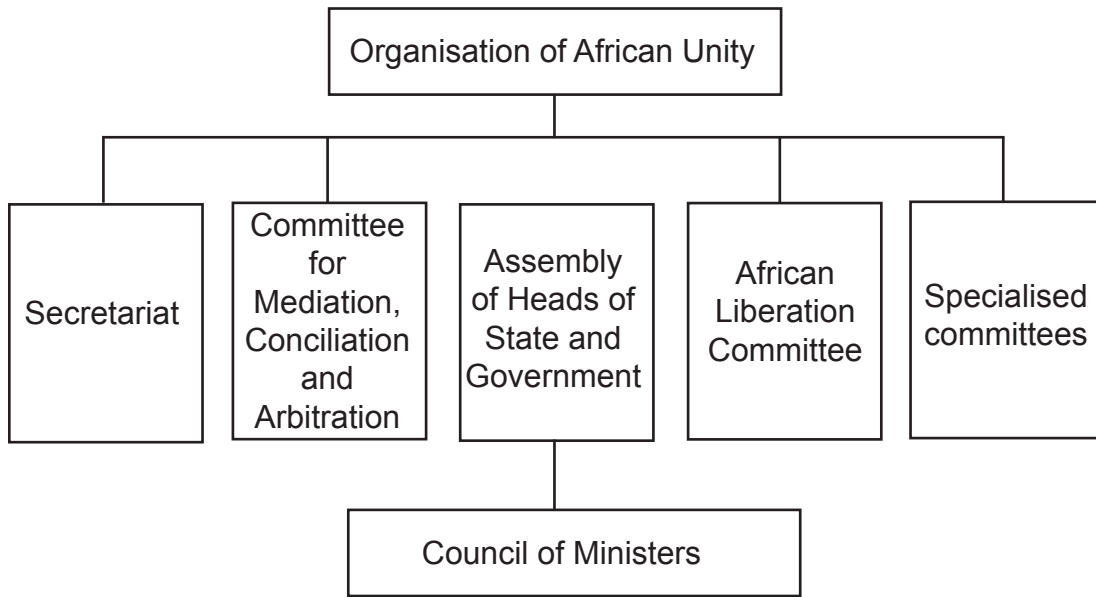 Organisation of African Unity
Secretariat
Committee
for
Mediation,
Conciliation
and
Arbitration
Assembly
of Heads of
State and
Government
African
Liberation
Committee
Specialised
committees
Council of Ministers